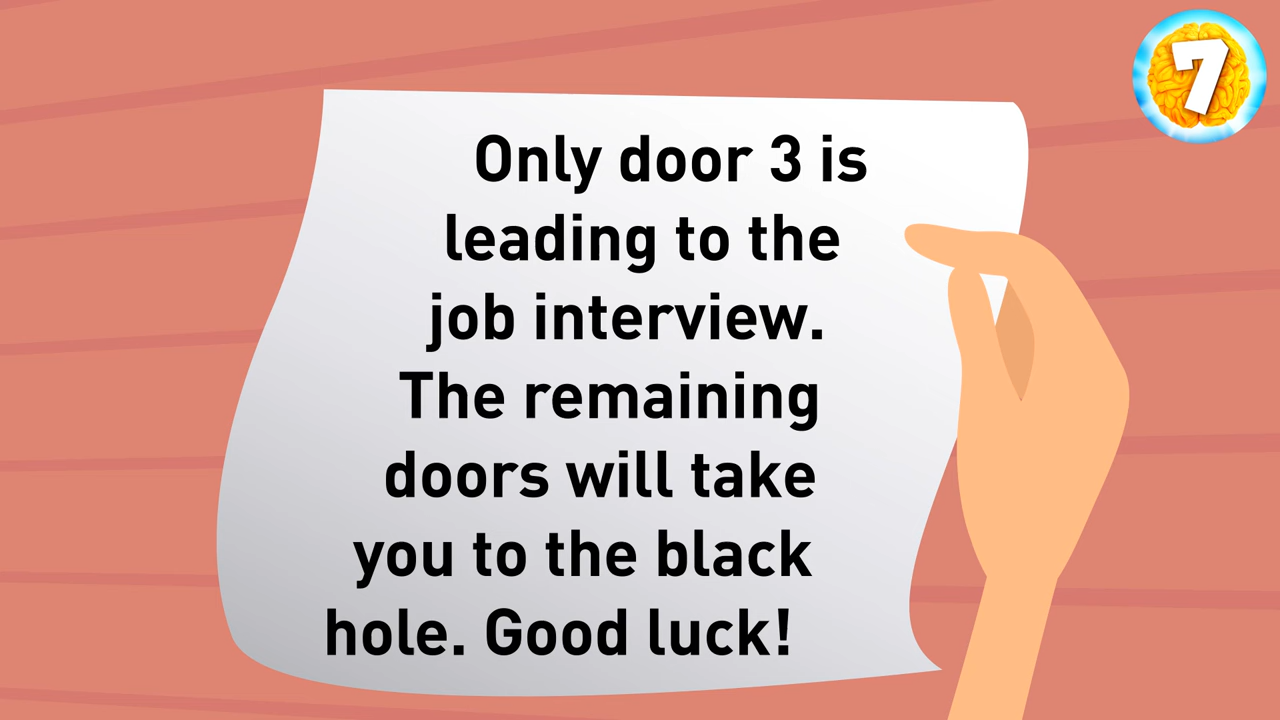 7
Only door 3 is
leading to the
job interview.
The remaining
doors will take
you to the black
hole. Good luck!